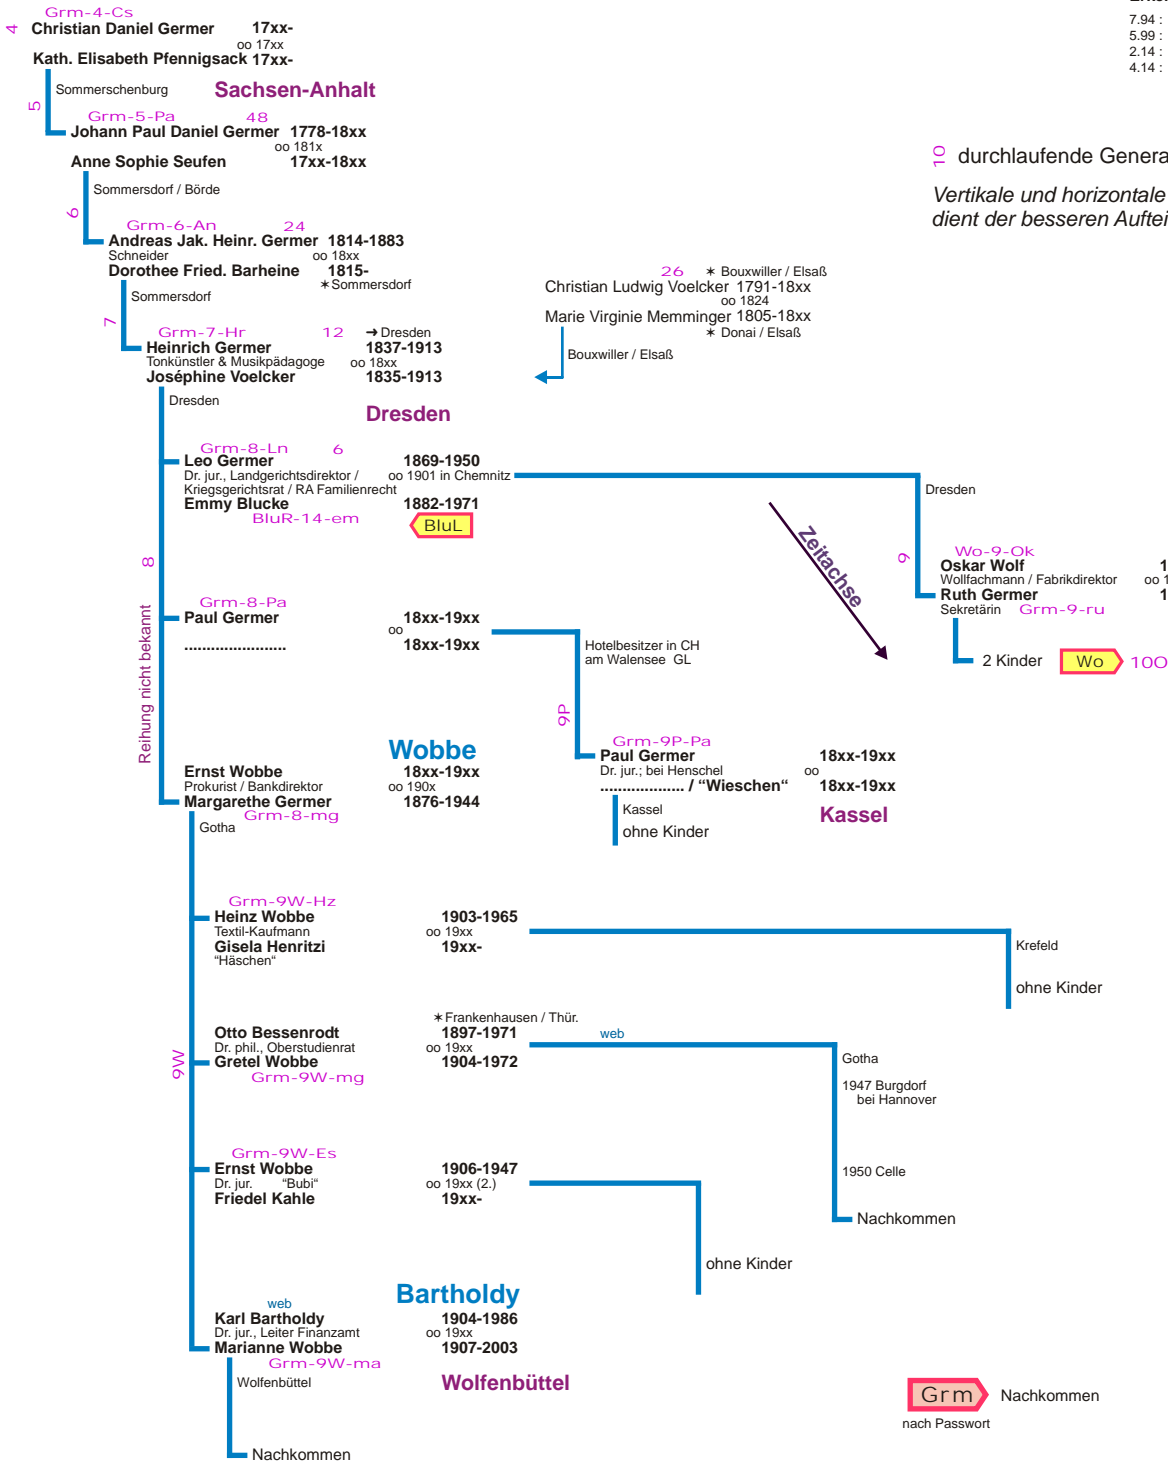 Grm-4-Cs
4
Christian Daniel Germer 17xx-
oo 17xx
Kath. Elisabeth Pfennigsack 17xx-
5
Sommerschenburg
Sachsen-Anhalt
Grm-5-Pa 48
Johann Paul Daniel Germer 1778-18xx
oo 181x
Anne Sophie Seufen 17xx-18xx
6
Sommersdorf / Börde
Grm-6-An 24
Andreas Jak. Heinr. Germer 1814-1883
Schneider oo 18xx
Dorothee Fried. Barheine 1815-
✶Sommersdorf
7
Sommersdorf
Grm-7-Hr 12 ➔Dresden
Heinrich Germer 1837-1913
Tonkünstler & Musikpädagoge oo 18xx
Joséphine Voelcker 1835-1913
26 ✶ Bouxwiller / Elsaß
Christian Ludwig Voelcker 1791-18xx
oo 1824
Marie Virginie Memminger 1805-18xx
✶ Donai / Elsaß
Bouxwiller / Elsaß
7.94 :
5.99 :
2.14 :
4.14 :
10 durchlaufende Genera
Vertikale und horizontale
dient der besseren Auftei
Dresden
Dresden
8
Reihung nicht bekannt
Grm-8-Ln 6
Leo Germer 1869-1950
Dr. jur., Landgerichtsdirektor / oo 1901 in Chemnitz
Kriegsgerichtsrat / RA Familienrecht
Emmy Blucke 1882-1971
BluR-14-em
BluL
Zeitachse
9
Dresden
Wo-9-Ok
Oskar Wolf 1
Wollfachmann / Fabrikdirektor oo 1
Ruth Germer 1
Sekretärin Grm-9-ru
2 Kinder Wo 10O
Grm-8-Pa
Paul Germer 18xx-19xx
oo
....................... 18xx-19xx
Hotelbesitzer in CH
am Walensee GL
9P
Grm-9P-Pa
Paul Germer 18xx-19xx
Dr. jur.; bei Henschel oo
................... / “Wieschen“ 18xx-19xx
Kassel
ohne Kinder
Kassel
Wobbe
Ernst Wobbe 18xx-19xx
Prokurist / Bankdirektor oo 190x
Margarethe Germer 1876-1944
Grm-8-mg
Gotha
9W
Grm-9W-Hz
Heinz Wobbe 1903-1965
Textil-Kaufmann oo 19xx
Gisela Henritzi 19xx-
“Häschen“
Krefeld
ohne Kinder
✶Frankenhausen / Thür.
Otto Bessenrodt 1897-1971 web
Dr. phil., Oberstudienrat oo 19xx
Gretel Wobbe 1904-1972
Grm-9W-mg
Gotha
1947 Burgdorf
bei Hannover
1950 Celle
Nachkommen
Grm-9W-Es
Ernst Wobbe 1906-1947
Dr. jur. “Bubi“ oo 19xx (2.)
Friedel Kahle 19xx-
ohne Kinder
Bartholdy
web
Karl Bartholdy 1904-1986
Dr. jur., Leiter Finanzamt oo 19xx
Marianne Wobbe 1907-2003
Grm-9W-ma
Wolfenbüttel
Wolfenbüttel
Nachkommen
Grm Nachkommen
nach Passwort